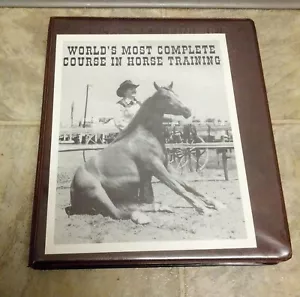 WORLD'S MOST COMPLETE
COURSE IN HORSE TRAINING